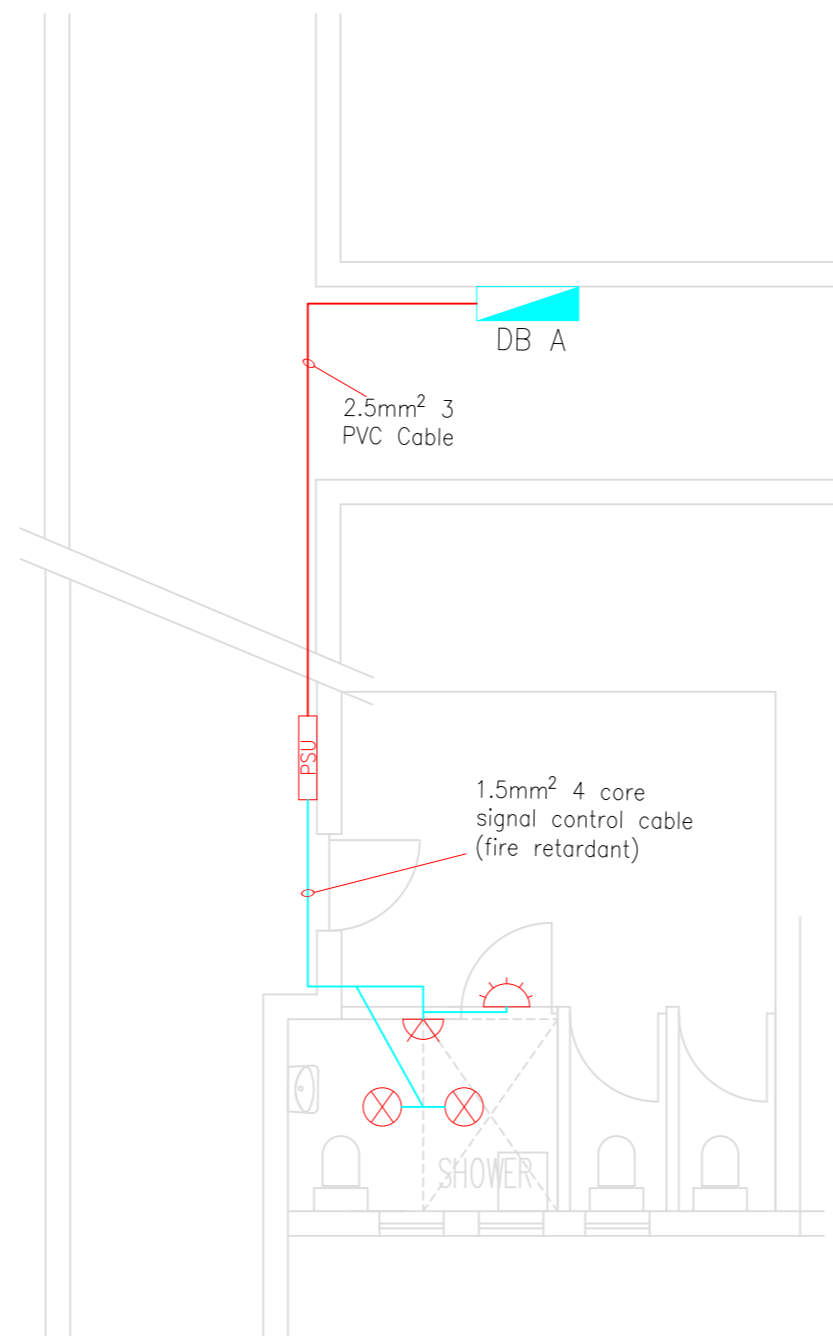 DB A
2.5mm² 3
PVC Cable
PSU
1.5mm² 4 core
signal control cable
(fire retardant)
SHOWER